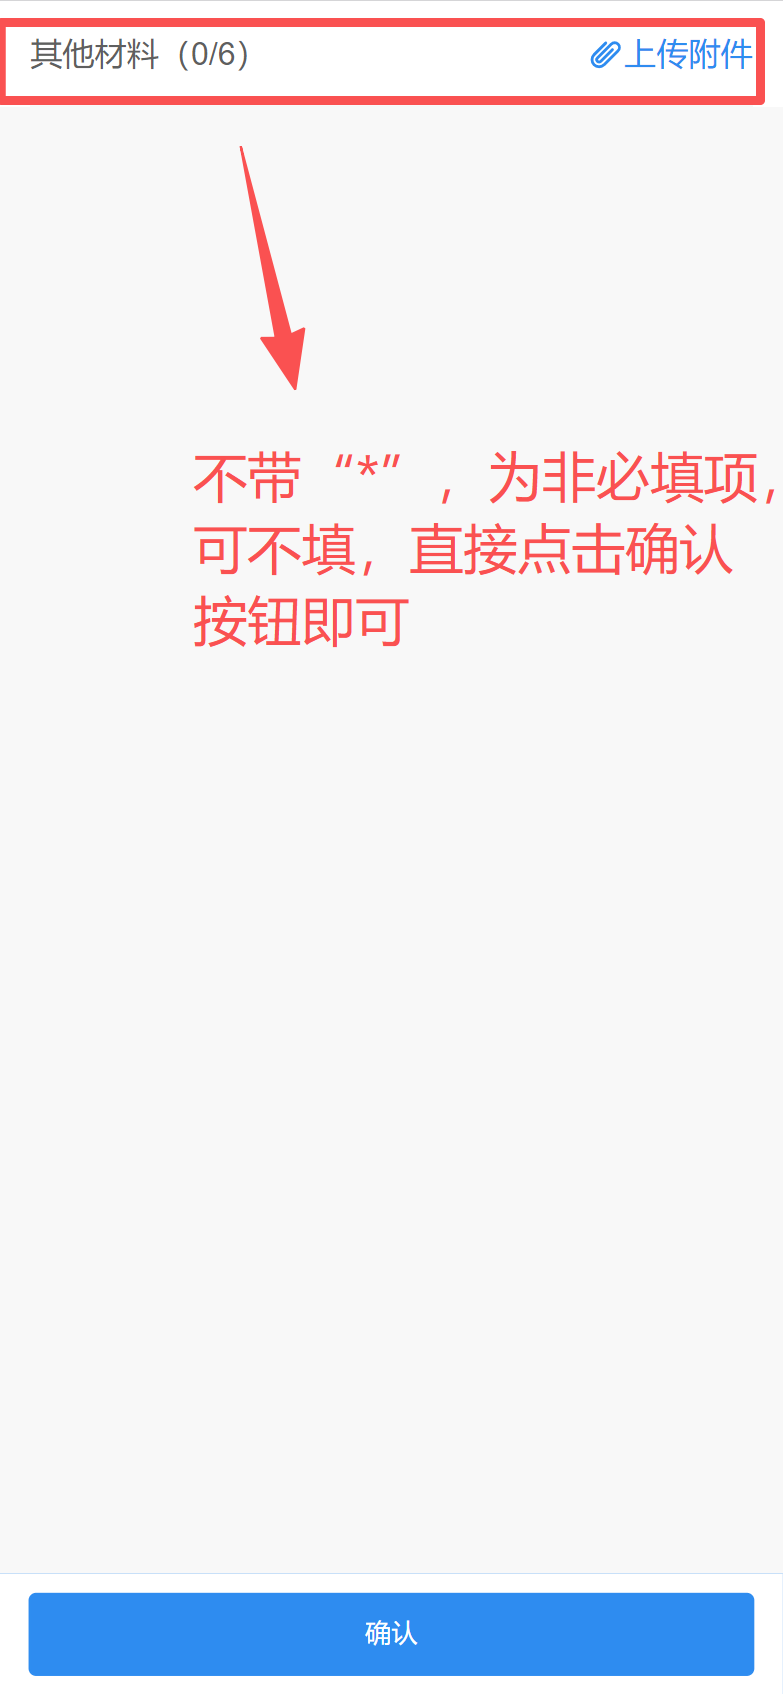 其他材料（0/6） 上传附件
不带“*”，为非必填项，
可不填，直接点击确认
按钮即可
确认